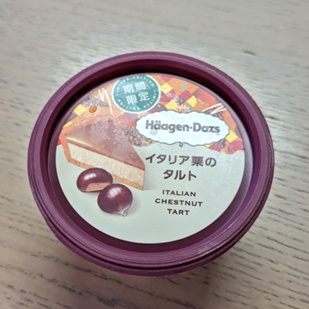 期間
限定
Häagen-Dazs
イタリア栗の
タルト
ITALIAN
CHESTNUT
TART